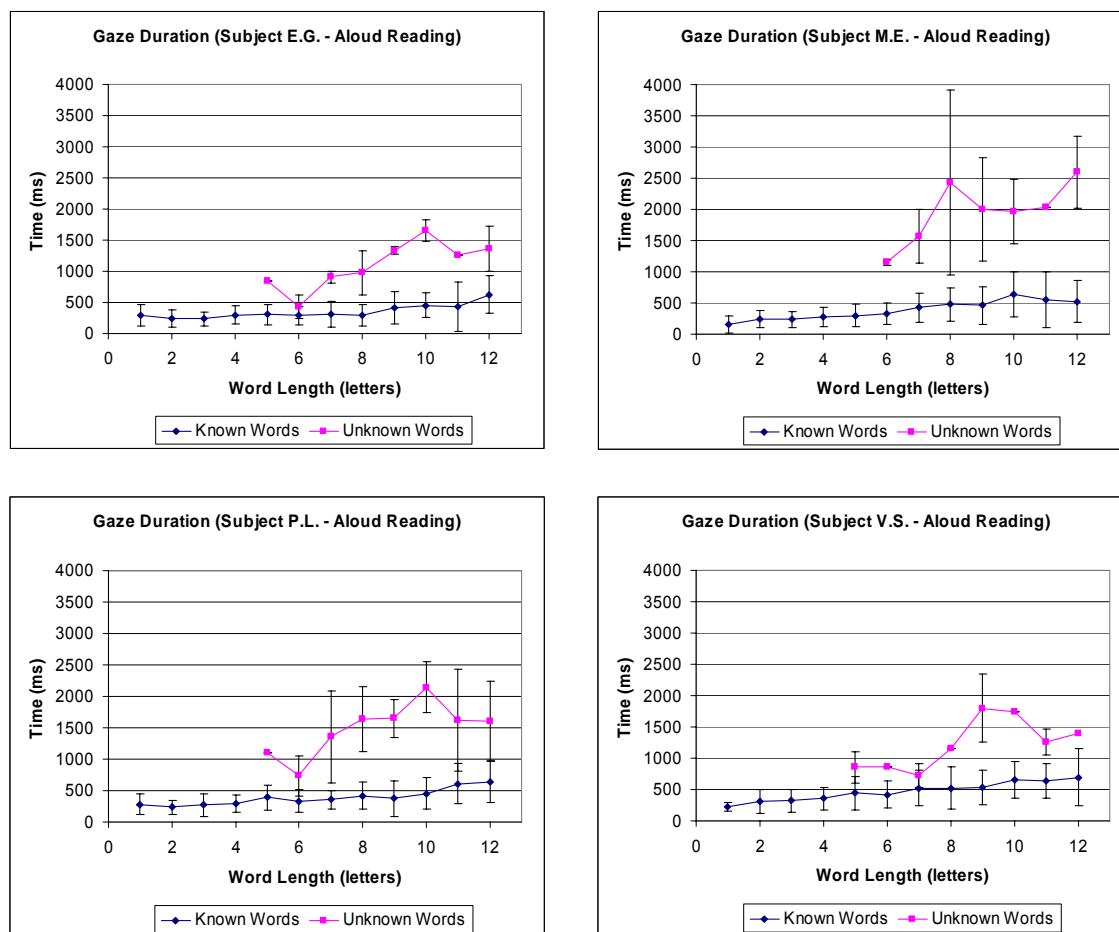 Gaze Duration (Subject E.G. - Aloud Reading)
4000
3500
3000
2500
2000
1500
1000
500
0
Time (ms)
0 2 4 6 8 10 12
Word Length (letters)
Known Words Unknown Words
Gaze Duration (Subject M.E. - Aloud Reading)
4000
3500
3000
2500
2000
1500
1000
500
0
Time (ms)
0 2 4 6 8 10 12
Word Length (letters)
Known Words Unknown Words
Gaze Duration (Subject P.L. - Aloud Reading)
4000
3500
3000
2500
2000
1500
1000
500
0
Time (ms)
0 2 4 6 8 10 12
Word Length (letters)
Known Words Unknown Words
Gaze Duration (Subject V.S. - Aloud Reading)
4000
3500
3000
2500
2000
1500
1000
500
0
Time (ms)
0 2 4 6 8 10 12
Word Length (letters)
Known Words Unknown Words